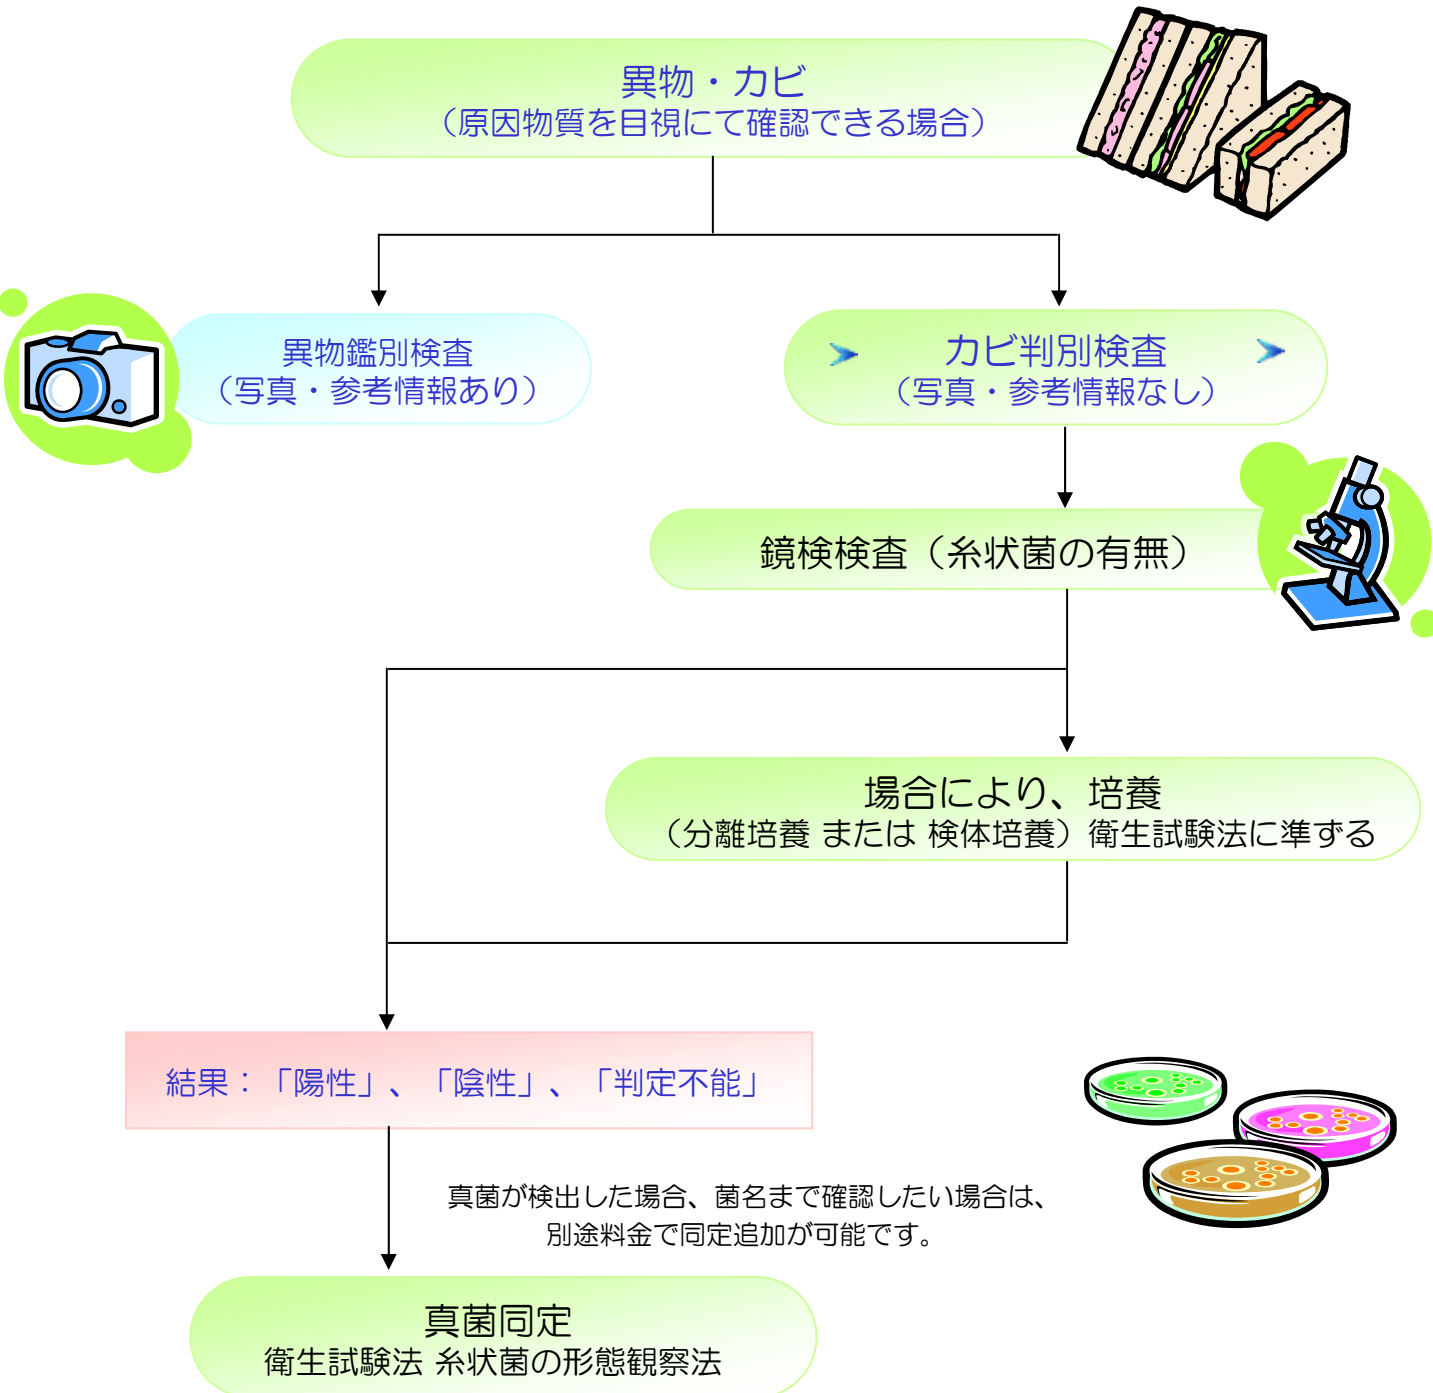 異物・カビ
（原因物質を目視にて確認できる場合）
異物鑑別検査
（写真・参考情報あり）
カビ判別検査
（写真・参考情報なし）
鏡検検査（糸状菌の有無）
場合により、培養
（分離培養 または 検体培養）衛生試験法に準ずる
結果：「陽性」、「陰性」、「判定不能」
真菌が検出した場合、菌名まで確認したい場合は、
別途料金で同定追加が可能です。
真菌同定
衛生試験法 糸状菌の形態観察法